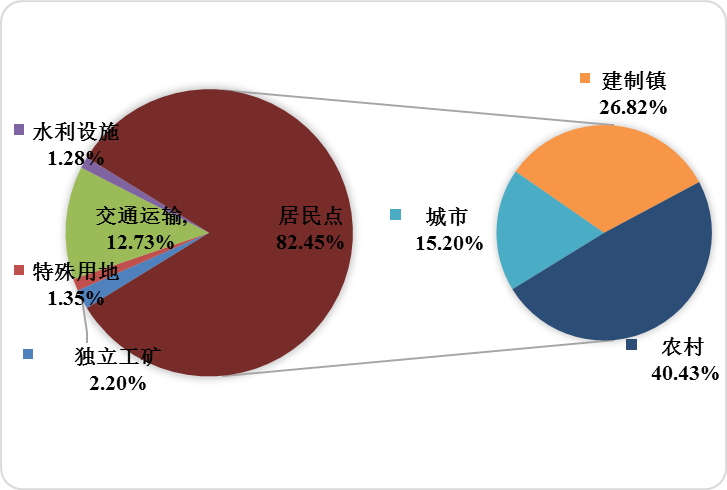 建制镇
26.82%
水利设施
1.28%
交通运输,
12.73%
居民点
82.45%
城市
15.20%
特殊用地
1.35%
独立工矿
2.20%
农村
40.43%